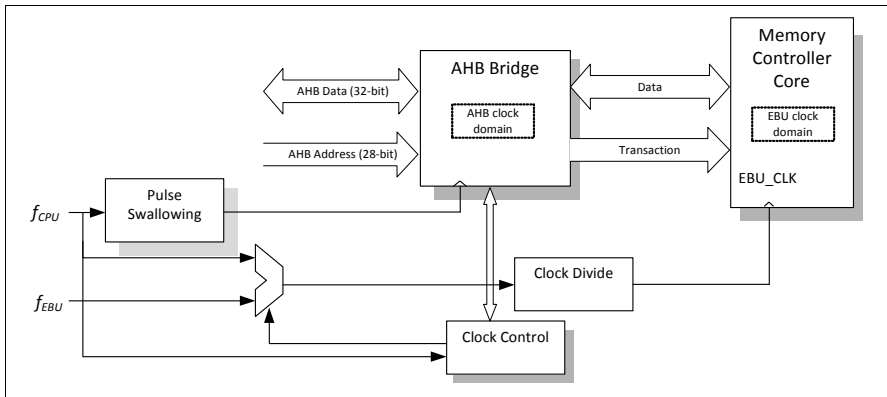 Memory
Controller
Core
AHB Bridge
AHB Data (32-bit)
Data
AHB clock
domain
EBU clock
domain
AHB Address (28-bit)
Transaction
EBU_CLK
Pulse
Swallowing
fCPU
Clock Divide
fEBU
Clock Control